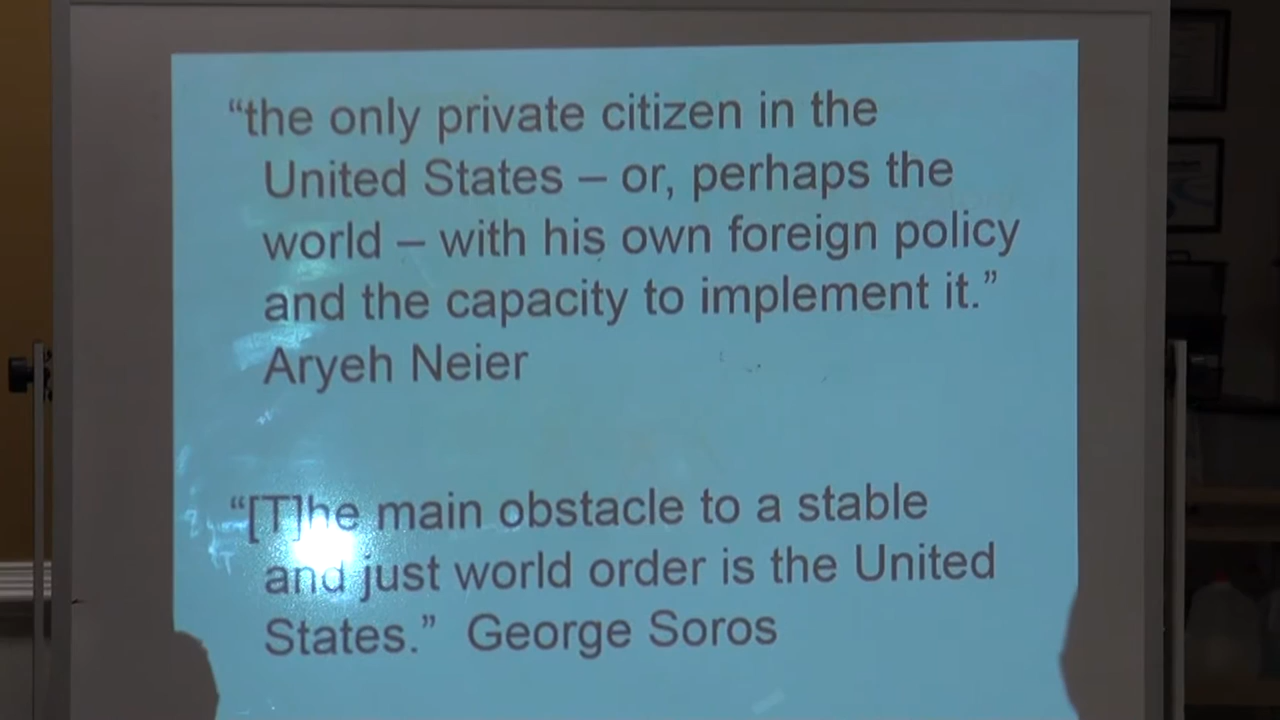 “the only private citizen in the
United States – or, perhaps the
world – with his own foreign policy
and the capacity to implement it.”
Aryeh Neier
“[T]he main obstacle to a stable
and just world order is the United
States.” George Soros